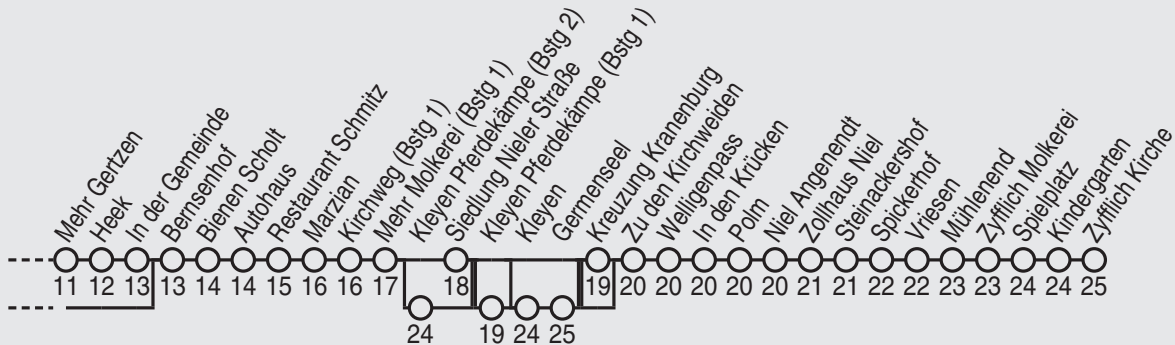 Mehr Gertzen
Heek
In der Gemeinde
Bernsenhof
Bienen Scholt
Autohaus
Restaurant Schmitz
Marzian
Kirchweg (Bstg 1)
Mehr Molkerei (Bstg 1)
Kleyen Pferdekämpe (Bstg 2)
Siedlung Nieler Straße
Kleyen Pferdekämpe (Bstg 1)
Kleyen
Germenseel
Kreuzung Kranenburg
Zu den Kirchweiden
Welligenpass
In den Krücken
Polm
Niel Angenendt
Zollhaus Niel
Steinackershof
Spickerhof
Vriesen
Mühlenend
Zyfflich Molkerei
Spielplatz
Kindergarten
Zyfflich Kirche
11 12 13 13 14 14 15 16 16 17 18 19 20 20 20 20 20 21 21 22 22 23 23 24 24 25
24 19 24 25